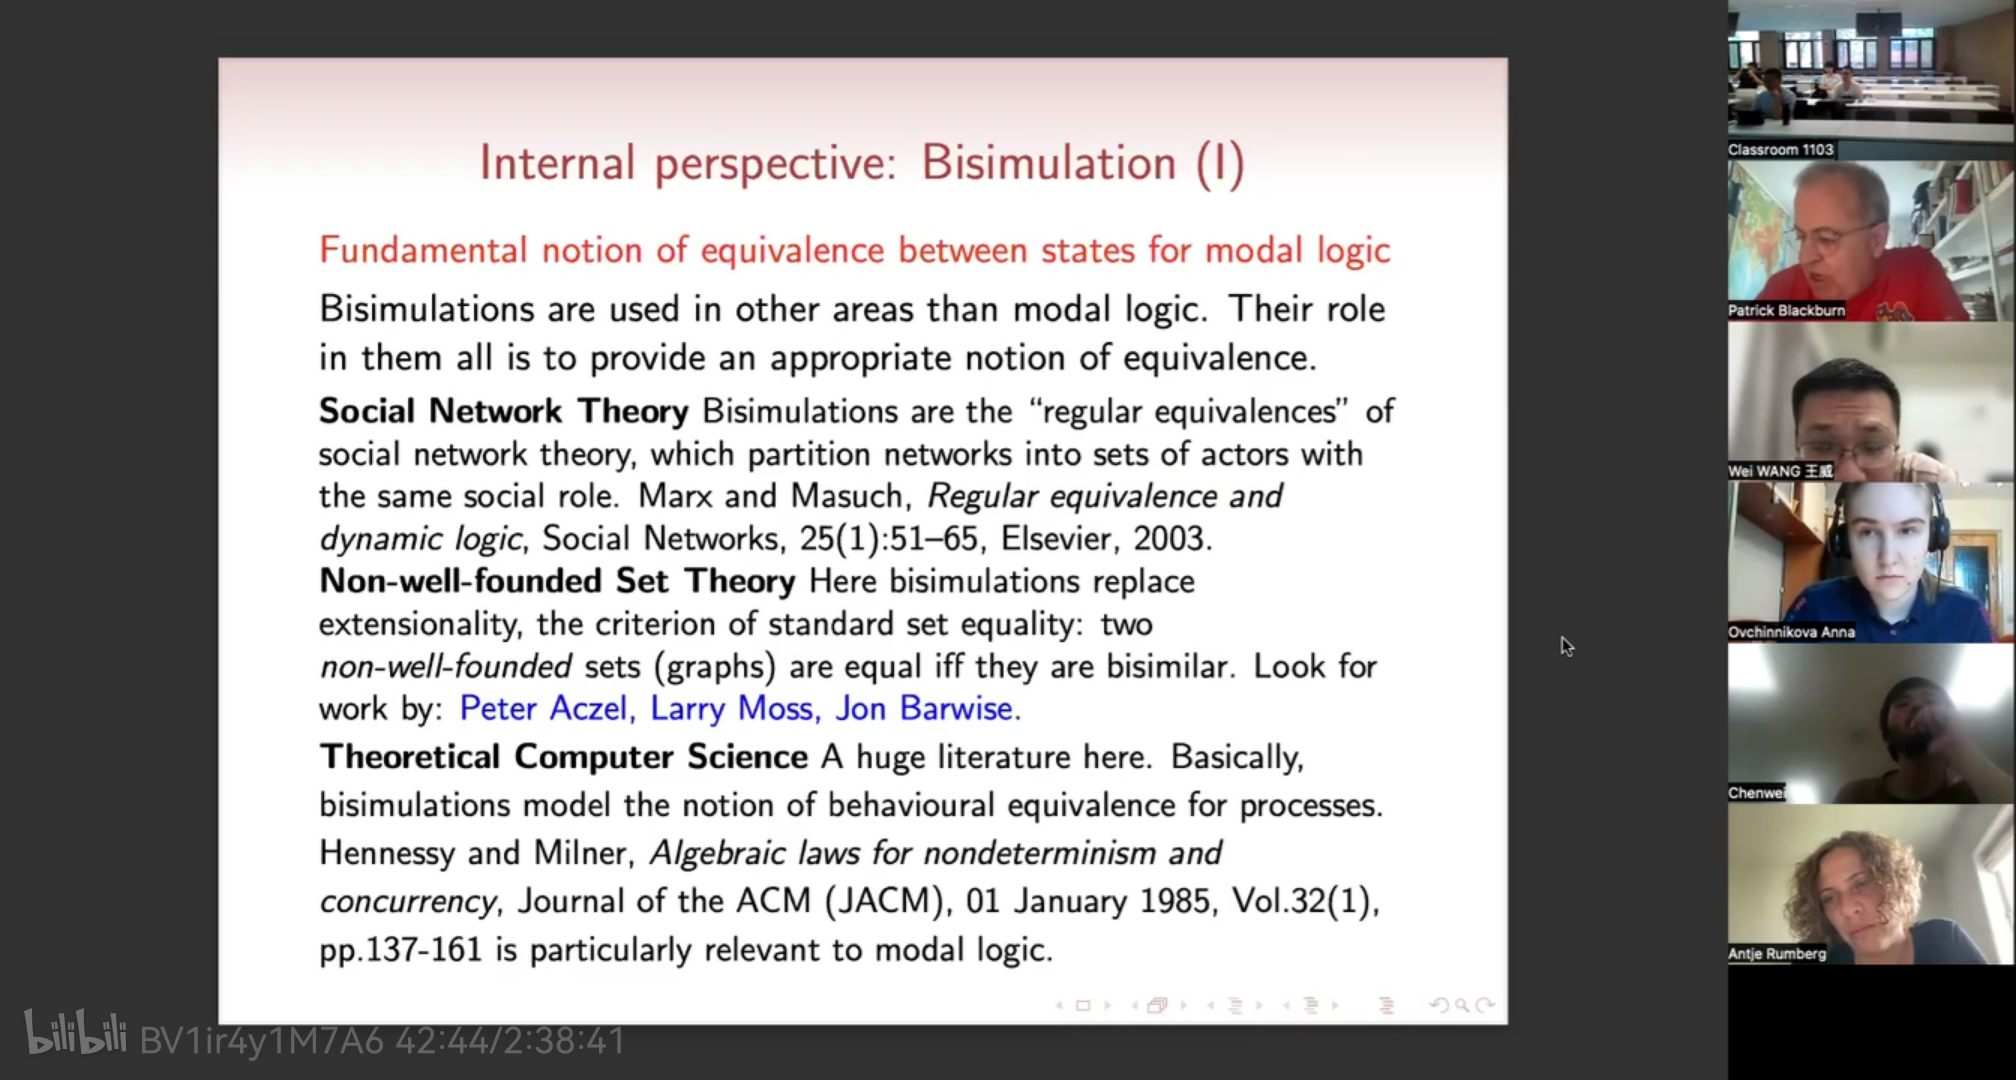 Internal perspective: Bisimulation (I)
Fundamental notion of equivalence between states for modal logic
Bisimulations are used in other areas than modal logic. Their role
in them all is to provide an appropriate notion of equivalence.
Social Network Theory Bisimulations are the “regular equivalences” of
social network theory, which partition networks into sets of actors with
the same social role. Marx and Masuch, Regular equivalence and
dynamic logic, Social Networks, 25(1):51–65, Elsevier, 2003.
Non-well-founded Set Theory Here bisimulations replace
extensionality, the criterion of standard set equality: two
non-well-founded sets (graphs) are equal iff they are bisimilar. Look for
work by: Peter Aczel, Larry Moss, Jon Barwise.
Theoretical Computer Science A huge literature here. Basically,
bisimulations model the notion of behavioural equivalence for processes.
Hennessy and Milner, Algebraic laws for nondeterminism and
concurrency, Journal of the ACM (JACM), 01 January 1985, Vol.32(1),
pp.137-161 is particularly relevant to modal logic.
bilibili BV1ir4y1M7A6 42:44/2:38:41
Classroom 1103
Patrick Blackburn
Wei WANG 王威
Ovchinnikova Anna
Chenwei
Antje Rumberg